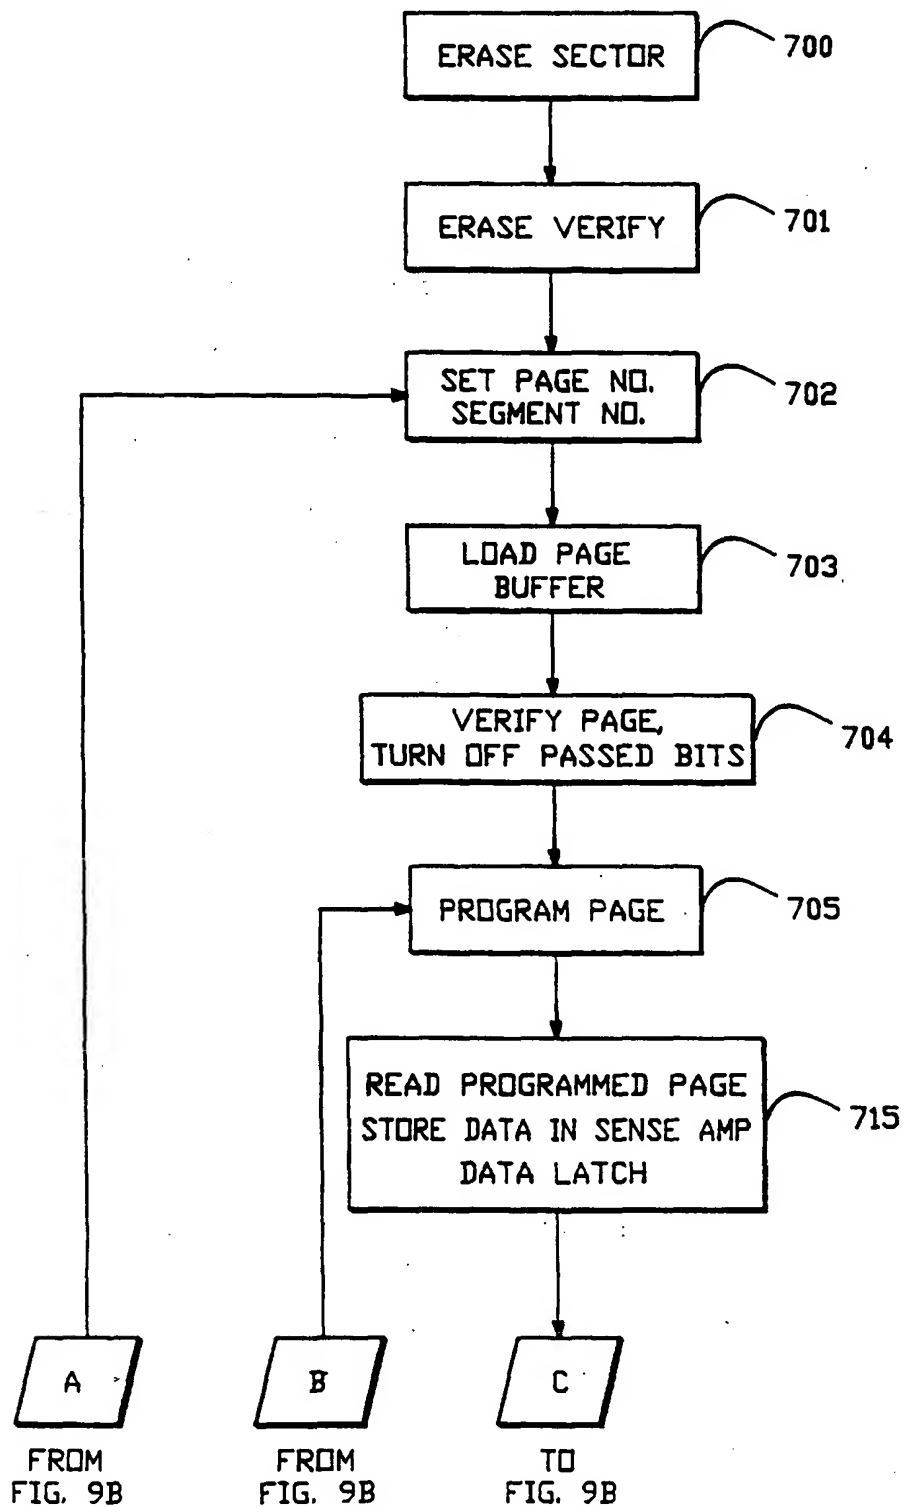 ERASE SECTOR
700
ERASE VERIFY
701
SET PAGE NO.
SEGMENT NO.
702
LOAD PAGE
BUFFER
703
VERIFY PAGE,
TURN OFF PASSED BITS
704
PROGRAM PAGE
705
READ PROGRAMMED PAGE
STORE DATA IN SENSE AMP
DATA LATCH
715
A
B
C
FROM
FIG. 9B
FROM
FIG. 9B
TO
FIG. 9B